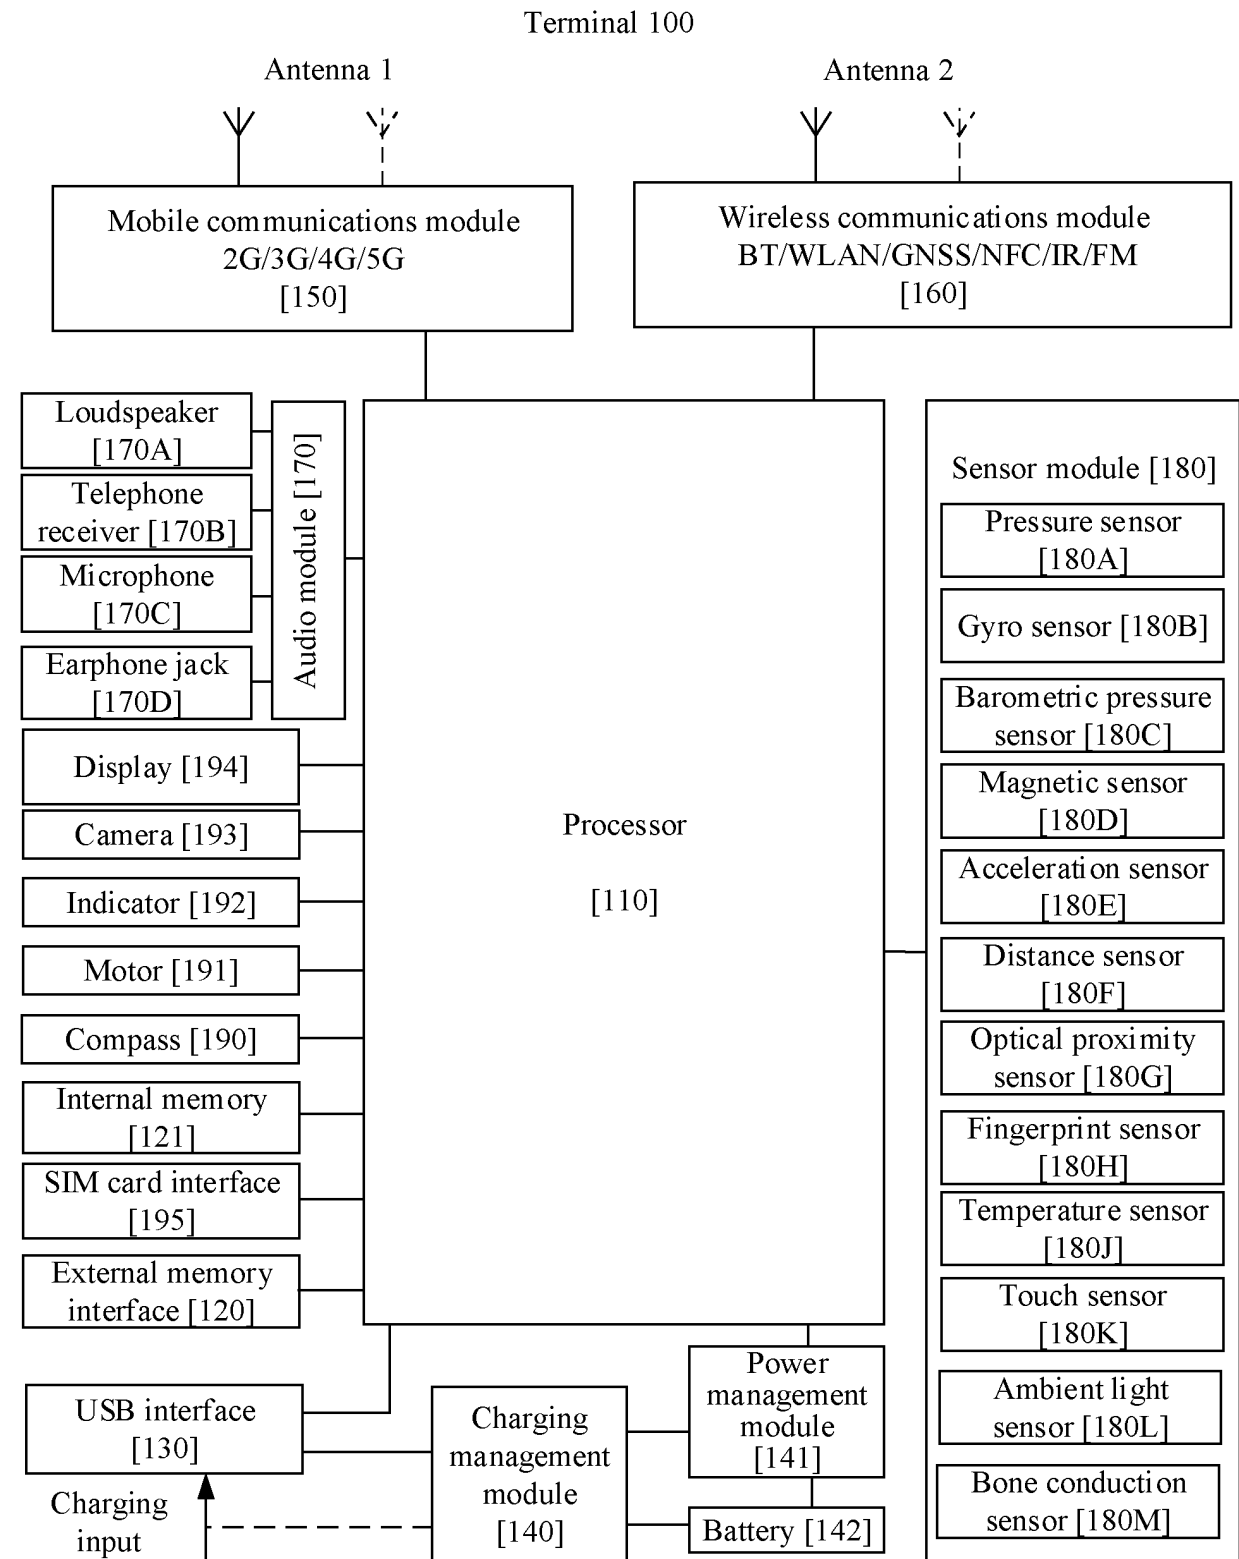 Terminal 100
Antenna 1
Antenna 2
Mobile communications module
2G/3G/4G/5G
[150]
Wireless communications module
BT/WLAN/GNSS/NFC/IR/FM
[160]
Loudspeaker
[170A]
Telephone
receiver [170B]
Microphone
[170C]
Earphone jack
[170D]
Audio module [170]
Display [194]
Camera [193]
Indicator [192]
Motor [191]
Compass [190]
Internal memory
[121]
SIM card interface
[195]
External memory
interface [120]
Processor
[110]
Sensor module [180]
Pressure sensor
[180A]
Gyro sensor [180B]
Barometric pressure
sensor [180C]
Magnetic sensor
[180D]
Acceleration sensor
[180E]
Distance sensor
[180F]
Optical proximity
sensor [180G]
Fingerprint sensor
[180H]
Temperature sensor
[180J]
Touch sensor
[180K]
Ambient light
sensor [180L]
Bone conduction
sensor [180M]
USB interface
[130]
Charging
input
Charging
management
module
[140]
Power
management
module
[141]
Battery [142]